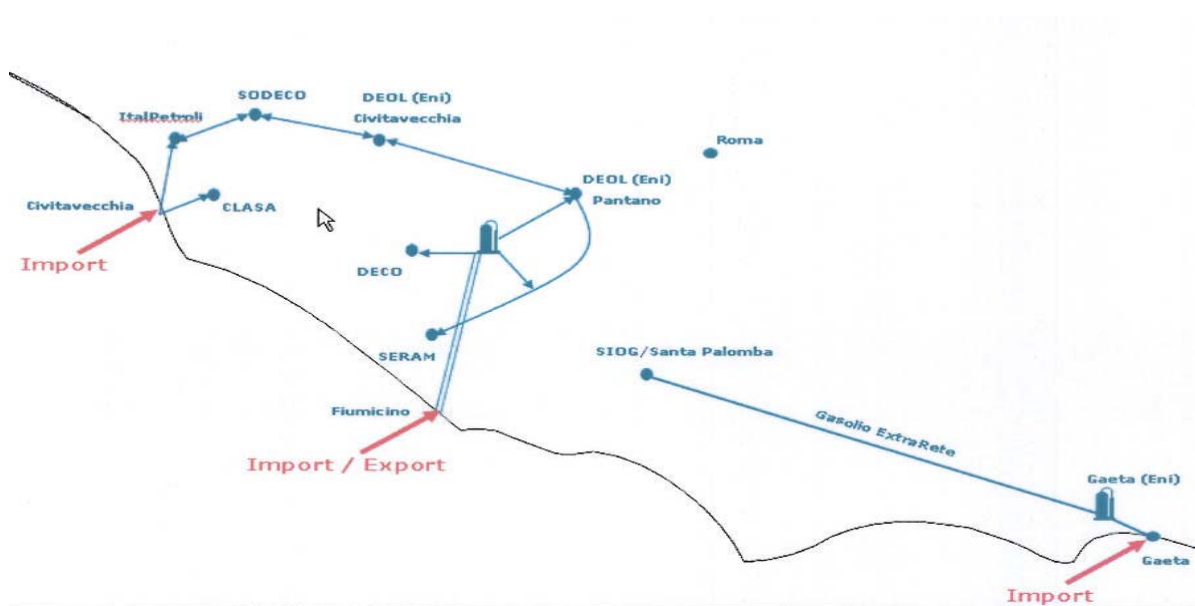 SODECO
DEOL (Eni)
Civitavecchia
ItalPetroli
Roma
DEOL (Eni)
Pantano
Civitavecchia
CLASA
Import
DECO
SERAM
SIOG/Santa Palomba
Fiumicino
Gasolio ExtraRete
Import / Export
Gaeta (Eni)
Gaeta
Import